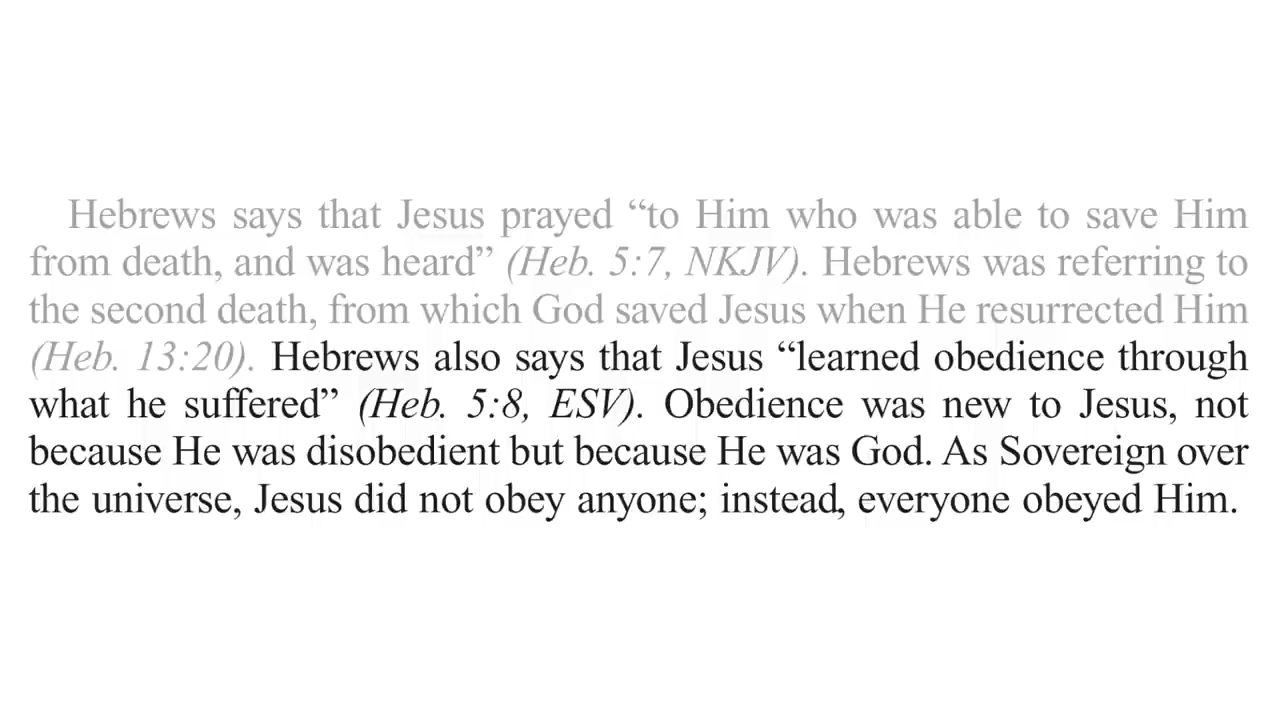 Hebrews says that Jesus prayed “to Him who was able to save Him
from death, and was heard” (Heb. 5:7, NKJV). Hebrews was referring to
the second death, from which God saved Jesus when He resurrected Him
(Heb. 13:20). Hebrews also says that Jesus “learned obedience through
what he suffered” (Heb. 5:8, ESV). Obedience was new to Jesus, not
because He was disobedient but because He was God. As Sovereign over
the universe, Jesus did not obey anyone; instead, everyone obeyed Him.